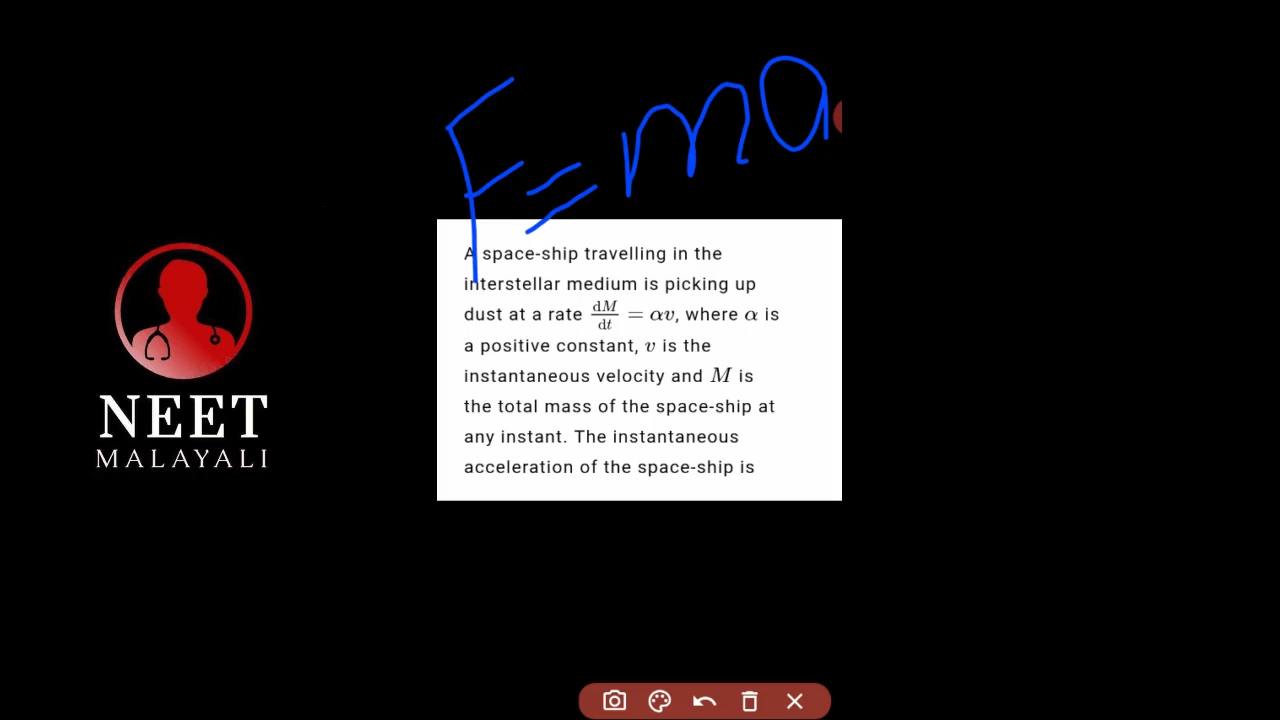 F=ma
A space-ship travelling in the
interstellar medium is picking up
dust at a rate dM/dt = αv, where α is
a positive constant, v is the
instantaneous velocity and M is
the total mass of the space-ship at
any instant. The instantaneous
acceleration of the space-ship is
NEET
MALAYALI